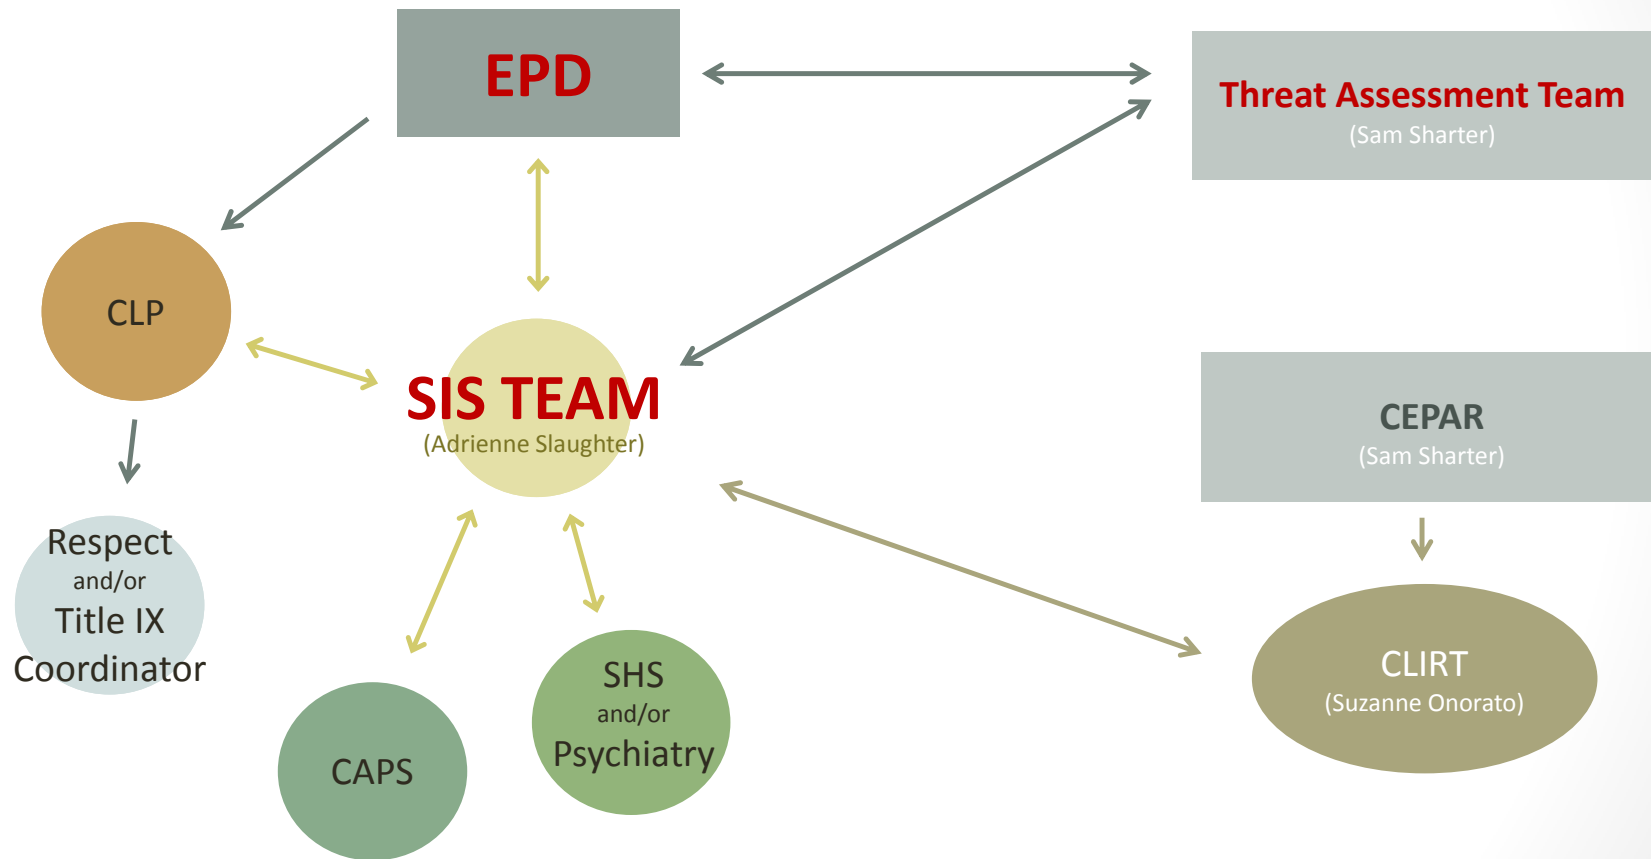 EPD
Threat Assessment Team
(Sam Sharter)
CLP
SIS TEAM
(Adrienne Slaughter)
CEPAR
(Sam Sharter)
Respect
and/or
Title IX
Coordinator
SHS
and/or
Psychiatry
CAPS
CLIRT
(Suzanne Onorato)